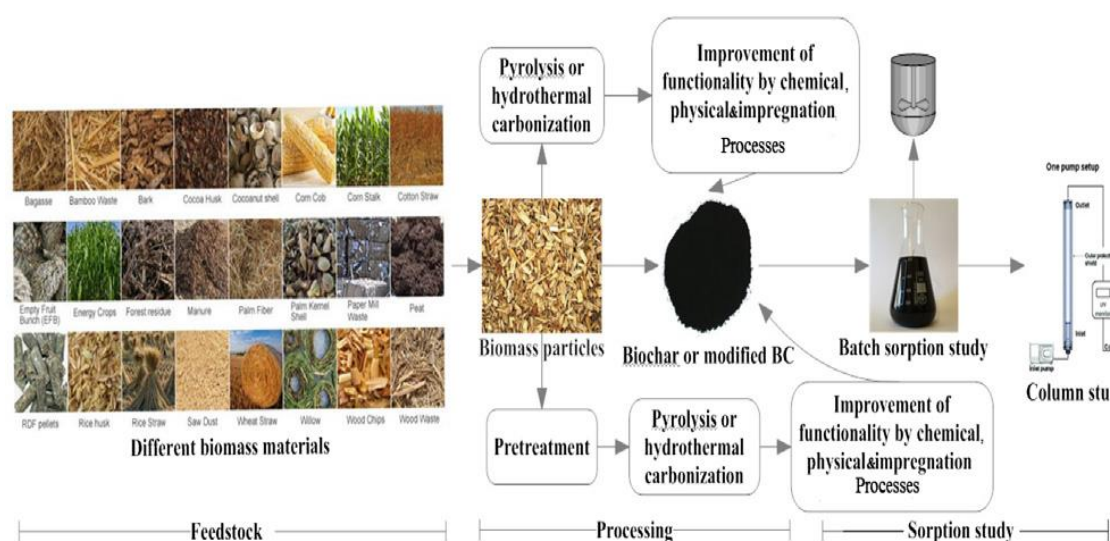 Pyrolysis or
hydrothermal
carbonization
Improvement of
functionality by chemical,
physical&impregnation
Processes
Bagasse
Bamboo Waste
Bark
Cocoa Husk
Cocoanut shell
Corn Cob
Corn Stalk
Cotton Straw
Empty Fruit
Bunch (EFB)
Energy Crops
Forest residue
Manure
Palm Fiber
Palm Kernel
Shell
Paper Mill
Waste
Peat
RDF pellets
Rice husk
Rice Straw
Saw Dust
Wheat Straw
Willow
Wood Chips
Wood Waste
Different biomass materials
Biomass particles
Biochar or modified BC
Batch sorption study
One pump setup
Outlet
shield
UV
Inlet
Inlet pump
Column stu
Pretreatment
Pyrolysis or
hydrothermal
carbonization
Improvement of
functionality by chemical,
physical&impregnation
Processes
Feedstock
Processing
Sorption study